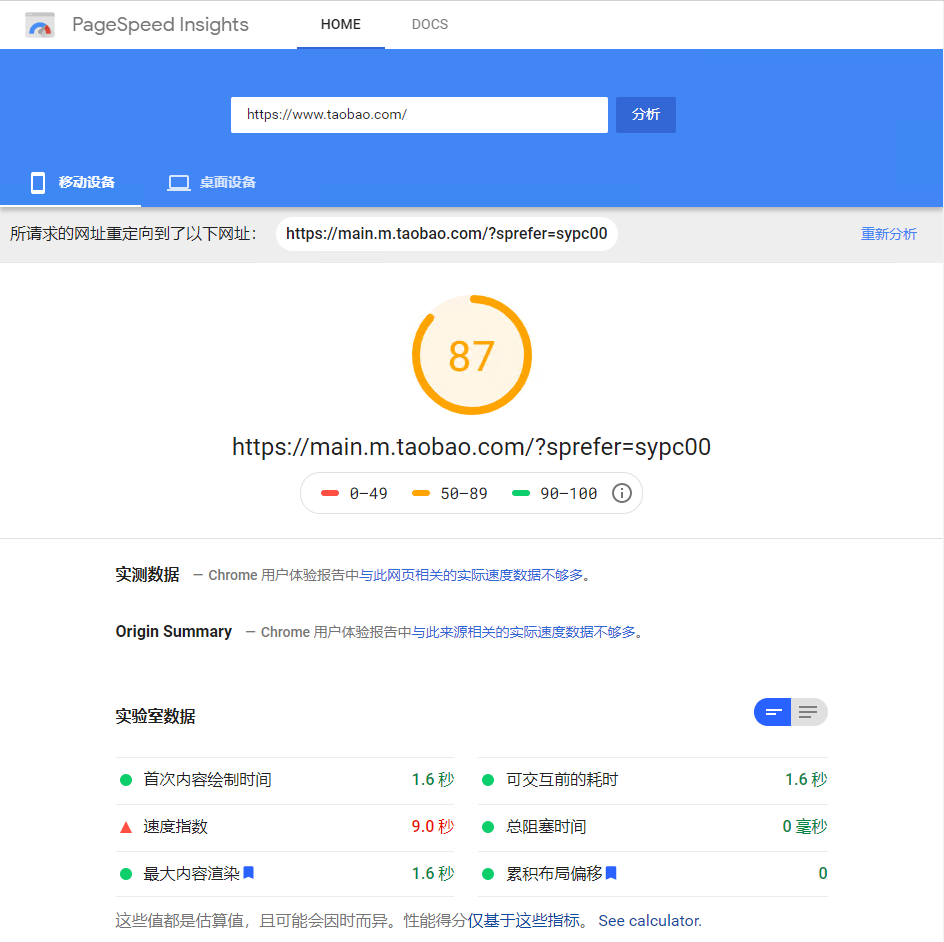 PageSpeed Insights HOME DOCS
https://www.taobao.com/ 分析
移动设备 桌面设备
所请求的网址重定向到了以下网址： https://main.m.taobao.com/?sprefer=sypc00 重新分析
87
https://main.m.taobao.com/?sprefer=sypc00
0–49 50–89 90–100
实测数据 — Chrome 用户体验报告中与此网页相关的实际速度数据不够多。
Origin Summary — Chrome 用户体验报告中与此来源相关的实际速度数据不够多。
实验室数据
首次内容绘制时间 1.6 秒 可交互前的耗时 1.6 秒
速度指数 9.0 秒 总阻塞时间 0 毫秒
最大内容渲染 1.6 秒 累积布局偏移 0
这些值都是估算值，且可能会因时而异。性能得分仅基于这些指标。 See calculator.